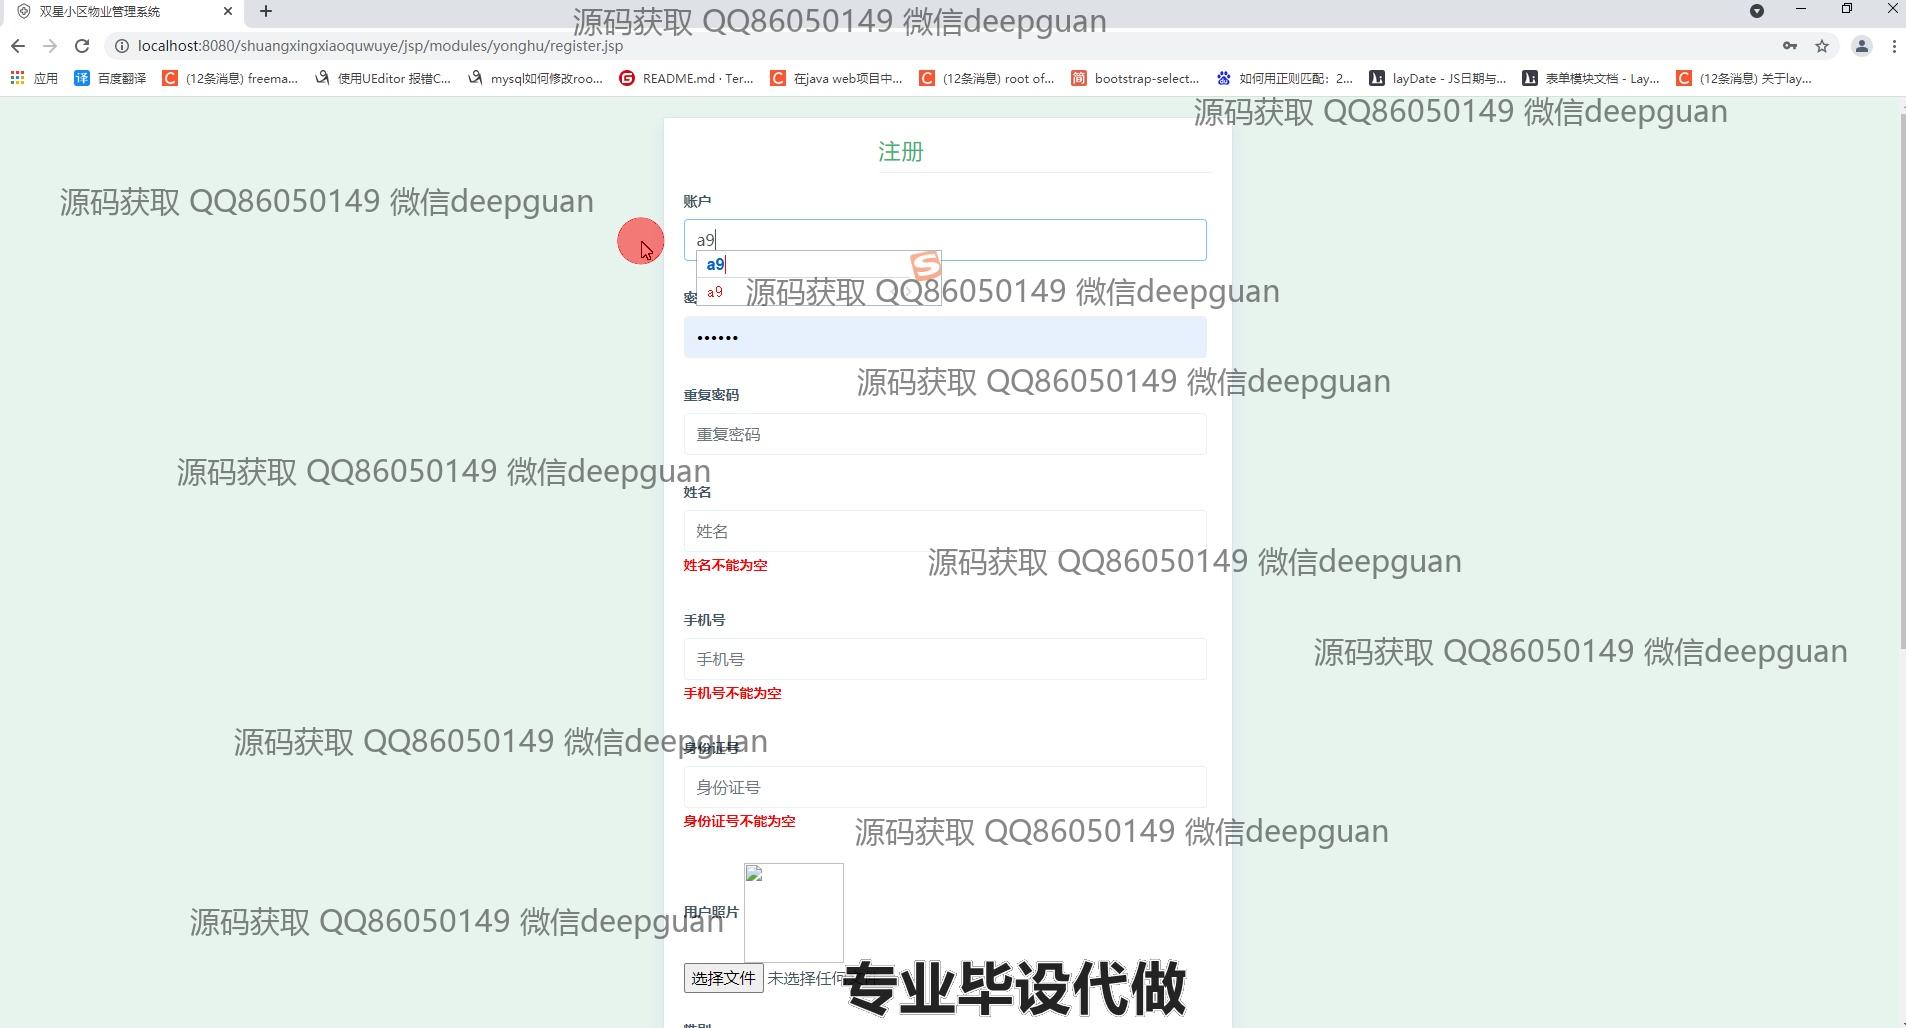 双星小区物业管理系统
源码获取 QQ86050149 微信deepguan
localhost:8080/shuangxingxiaoquwuye/jsp/modules/yonghu/register.jsp
应用 百度翻译 (12条消息) freema... 使用UEditor 报错C... mysql如何修改roo... README.md · Ter... 在java web项目中... (12条消息) root of... bootstrap-select... 如何用正则匹配：2... layDate - JS日期与... 表单模块文档 - Lay... (12条消息) 关于lay...
源码获取 QQ86050149 微信deepguan
注册
源码获取 QQ86050149 微信deepguan
账户
a9
a9
密
a9
源码获取 QQ86050149 微信deepguan
••••••
源码获取 QQ86050149 微信deepguan
重复密码
重复密码
源码获取 QQ86050149 微信deepguan
姓名
姓名
姓名不能为空
源码获取 QQ86050149 微信deepguan
手机号
手机号
源码获取 QQ86050149 微信deepguan
手机号不能为空
源码获取 QQ86050149 微信deepguan
身份证号
身份证号
身份证号不能为空
源码获取 QQ86050149 微信deepguan
用户照片
源码获取 QQ86050149 微信deepguan
选择文件 未选择任何
专业毕设代做